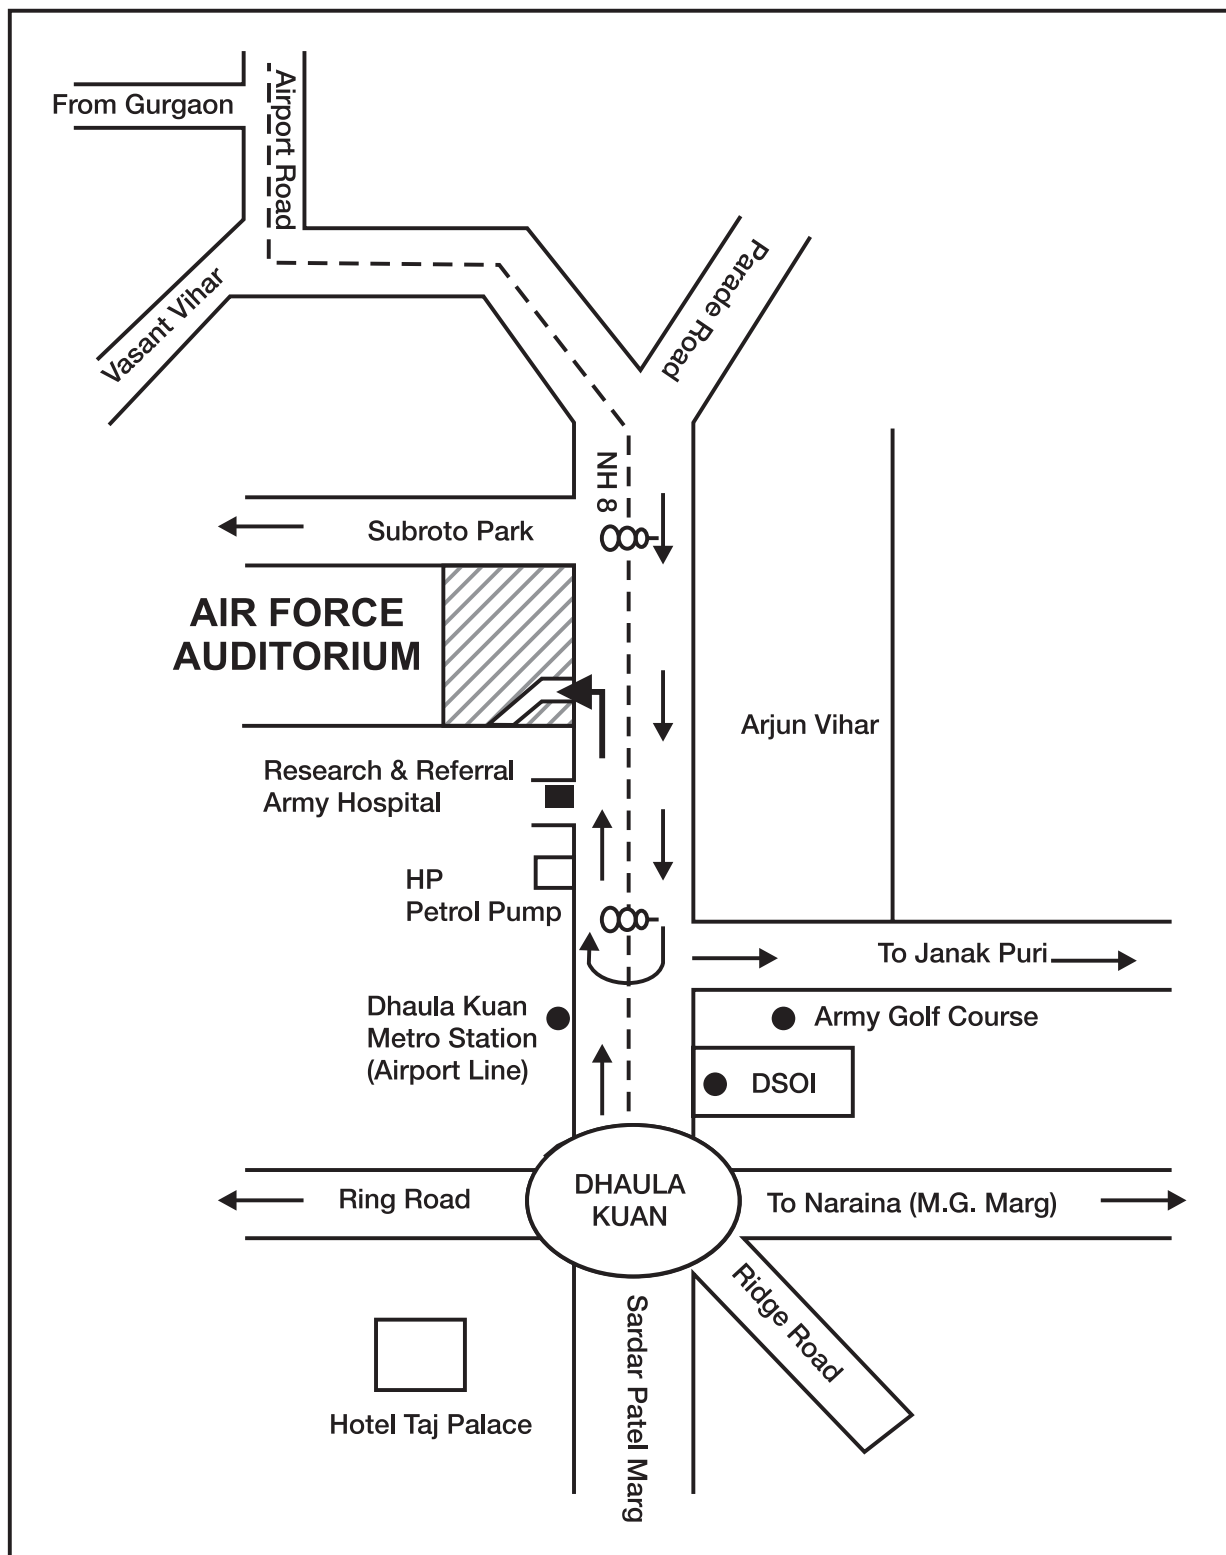 From Gurgaon
Airport Road
Vasant Vihar
Parade Road
NH 8
Subroto Park
AIR FORCE
AUDITORIUM
Arjun Vihar
Research & Referral
Army Hospital
HP
Petrol Pump
To Janak Puri
Dhaula Kuan
Metro Station
(Airport Line)
Army Golf Course
DSOI
Ring Road
DHAULA
KUAN
To Naraina (M.G. Marg)
Ridge Road
Sardar Patel Marg
Hotel Taj Palace